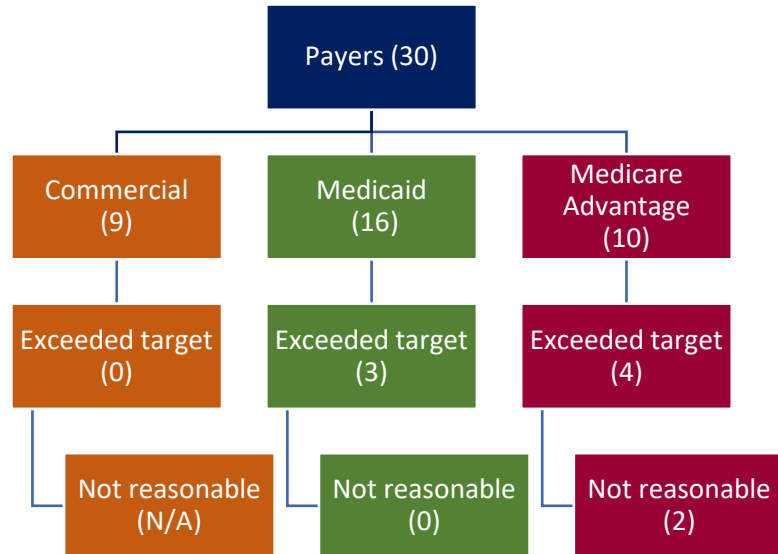 Payers (30)
Commercial
(9)
Medicaid
(16)
Medicare
Advantage
(10)
Exceeded target
(0)
Exceeded target
(3)
Exceeded target
(4)
Not reasonable
(N/A)
Not reasonable
(0)
Not reasonable
(2)